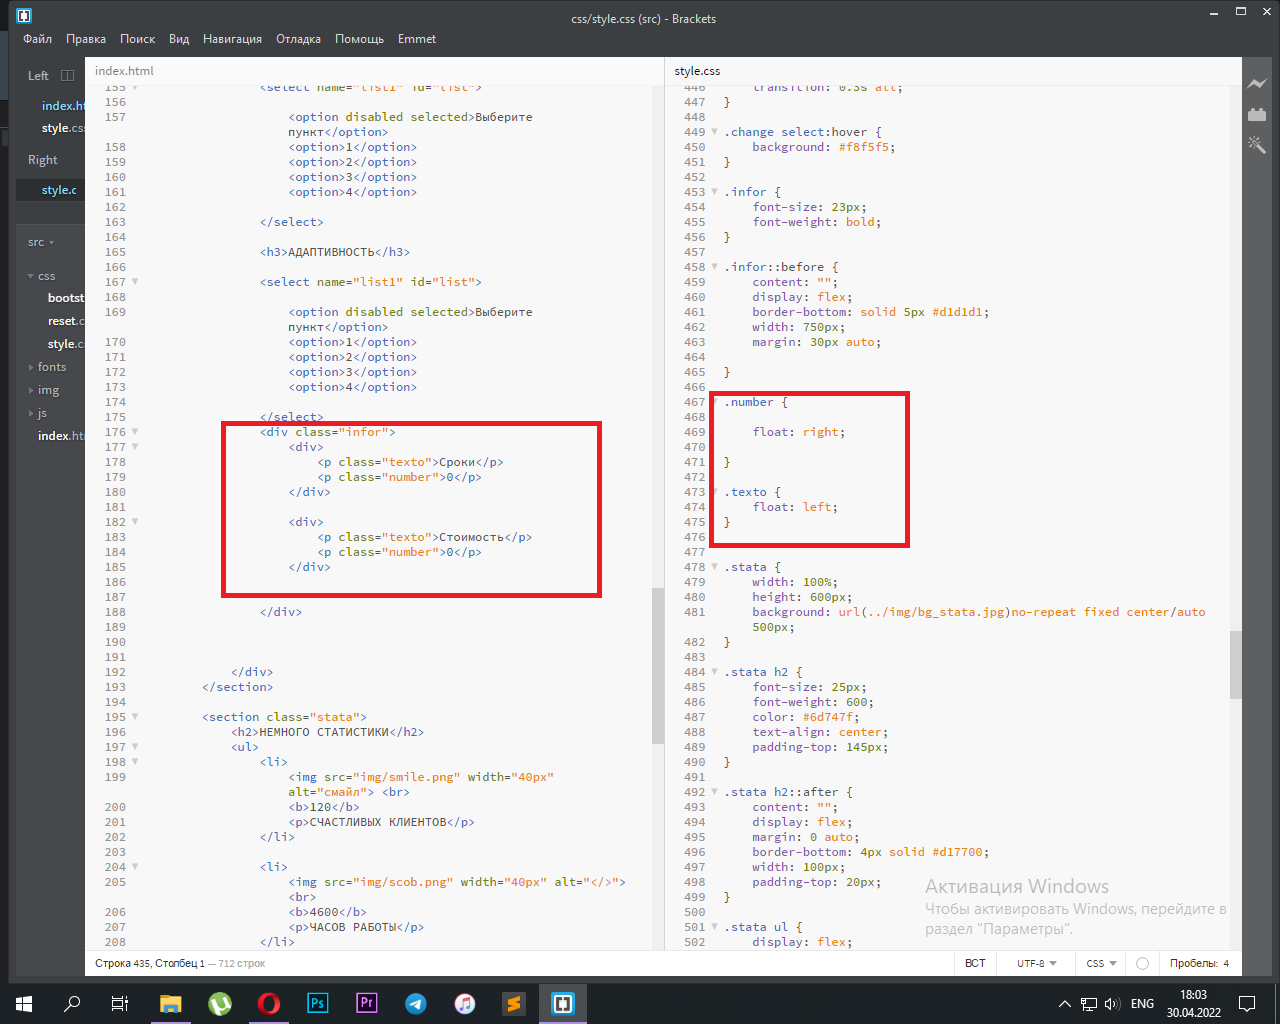 css/style.css (src) - Brackets
Файл Правка Поиск Вид Навигация Отладка Помощь Emmet
Left
index.ht
style.css
Right
style.c
src
css
bootst
reset.c
style.cs
fonts
img
js
index.htm
index.html
155 <select name="list1" id="list">
156
157 <option disabled selected>Выберите
пункт</option>
158 <option>1</option>
159 <option>2</option>
160 <option>3</option>
161 <option>4</option>
162
163 </select>
164
165 <h3>АДАПТИВНОСТЬ</h3>
166
167 <select name="list1" id="list">
168
169 <option disabled selected>Выберите
пункт</option>
170 <option>1</option>
171 <option>2</option>
172 <option>3</option>
173 <option>4</option>
174
175 </select>
176 <div class="infor">
177 <div>
178 <p class="texto">Сроки</p>
179 <p class="number">0</p>
180 </div>
181
182 <div>
183 <p class="texto">Стоимость</p>
184 <p class="number">0</p>
185 </div>
186
187
188 </div>
189
190
191
192 </div>
193 </section>
194
195 <section class="stata">
196 <h2>НЕМНОГО СТАТИСТИКИ</h2>
197 <ul>
198 <li>
199 <img src="img/smile.png" width="40px"
alt="смайл"> <br>
200 <b>120</b>
201 <p>СЧАСТЛИВЫХ КЛИЕНТОВ</p>
202 </li>
203
204 <li>
205 <img src="img/scob.png" width="40px" alt="</>">
<br>
206 <b>4600</b>
207 <p>ЧАСОВ РАБОТЫ</p>
208 </li>
style.css
446 transition: 0.3s all;
447 }
448
449 .change select:hover {
450 background: #f8f5f5;
451 }
452
453 .infor {
454 font-size: 23px;
455 font-weight: bold;
456 }
457
458 .infor::before {
459 content: "";
460 display: flex;
461 border-bottom: solid 5px #d1d1d1;
462 width: 750px;
463 margin: 30px auto;
464
465 }
466
467 .number {
468
469 float: right;
470
471 }
472
473 .texto {
474 float: left;
475 }
476
477
478 .stata {
479 width: 100%;
480 height: 600px;
481 background: url(../img/bg_stata.jpg)no-repeat fixed center/auto
500px;
482 }
483
484 .stata h2 {
485 font-size: 25px;
486 font-weight: 600;
487 color: #6d747f;
488 text-align: center;
489 padding-top: 145px;
490 }
491
492 .stata h2::after {
493 content: "";
494 display: flex;
495 margin: 0 auto;
496 border-bottom: 4px solid #d17700;
497 width: 100px;
498 padding-top: 20px;
499 }
500
501 .stata ul {
502 display: flex;
Активация Windows
Чтобы активировать Windows, перейдите в
раздел "Параметры".
Строка 435, Столбец 1 — 712 строк
ВСТ UTF-8 CSS Пробелы: 4
Ps Pr ENG 18:03
30.04.2022